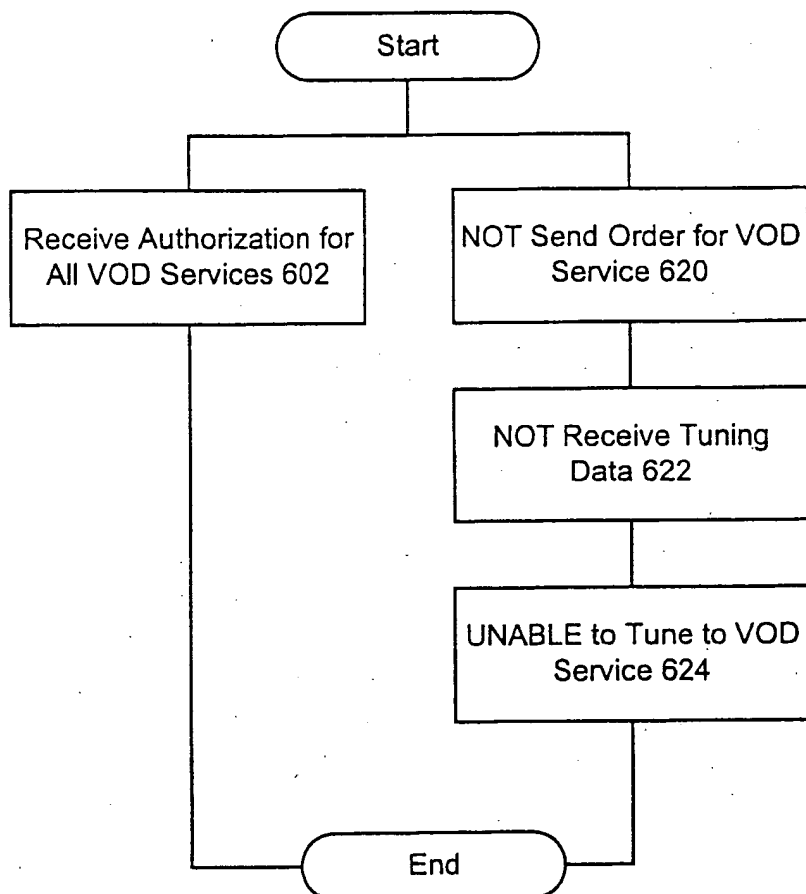 Start
Receive Authorization for
All VOD Services 602
NOT Send Order for VOD
Service 620
NOT Receive Tuning
Data 622
UNABLE to Tune to VOD
Service 624
End